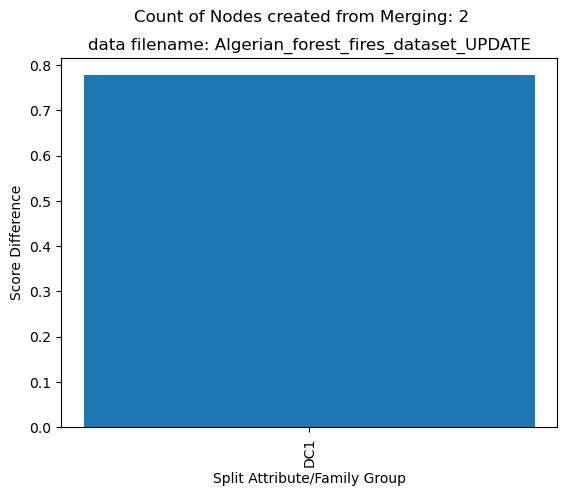 Count of Nodes created from Merging: 2
data filename: Algerian_forest_fires_dataset_UPDATE
0.8
0.7
0.6
0.5
0.4
0.3
0.2
0.1
0.0
Score Difference
DC1
Split Attribute/Family Group